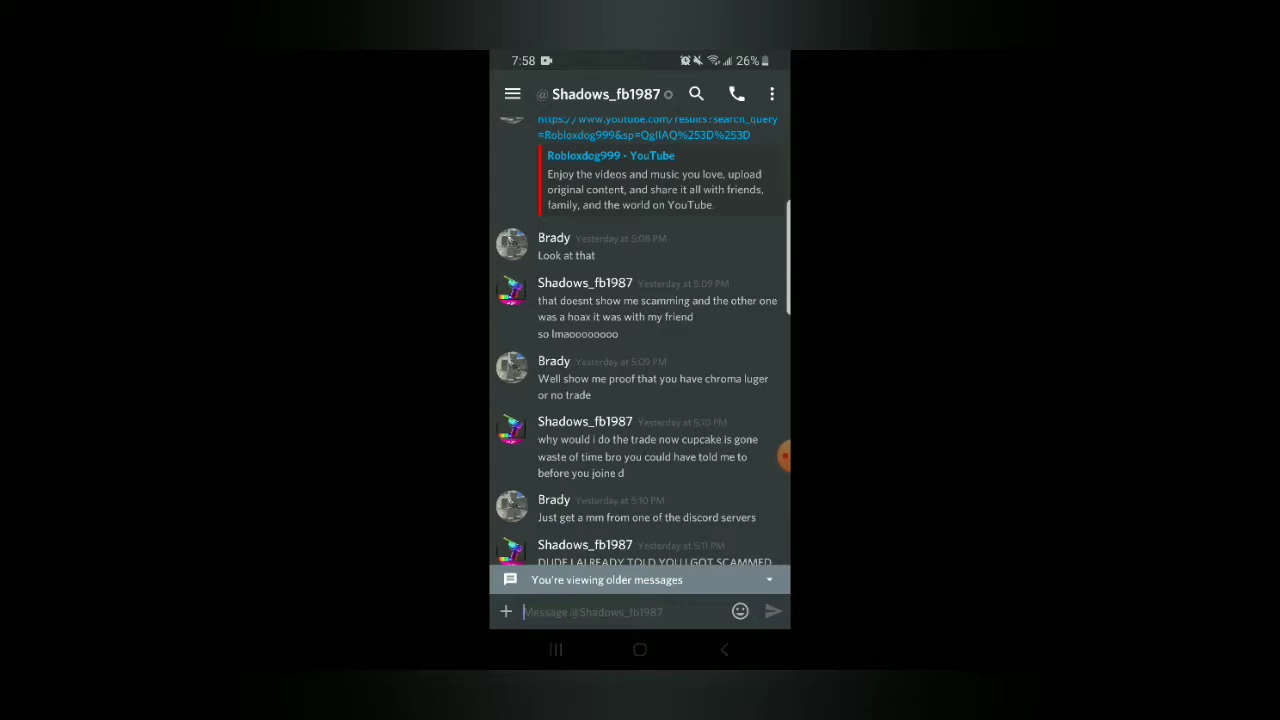 7:58 26%
@ Shadows_fb1987
https://www.youtube.com/results?search_query
=Robloxdog999&sp=QgIIAQ%253D%253D
Robloxdog999 - YouTube
Enjoy the videos and music you love, upload
original content, and share it all with friends,
family, and the world on YouTube.
Brady Yesterday at 5:08 PM
Look at that
Shadows_fb1987 Yesterday at 5:09 PM
that doesnt show me scamming and the other one
was a hoax it was with my friend
so lmaoooooooo
Brady Yesterday at 5:09 PM
Well show me proof that you have chroma luger
or no trade
Shadows_fb1987 Yesterday at 5:10 PM
why would i do the trade now cupcake is gone
waste of time bro you could have told me to
before you joine d
Brady Yesterday at 5:10 PM
Just get a mm from one of the discord servers
Shadows_fb1987 Yesterday at 5:11 PM
DUDE I ALREADY TOLD YOU I GOT SCAMMED
You're viewing older messages
Message @Shadows_fb1987